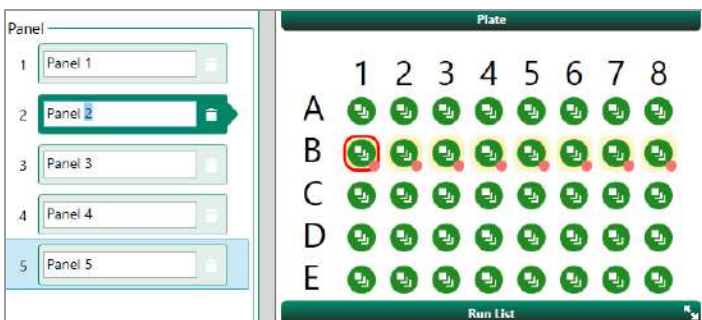 Panel
1 Panel 1
2 Panel 2
3 Panel 3
4 Panel 4
5 Panel 5
Plate
1 2 3 4 5 6 7 8
A
B
C
D
E
Run List